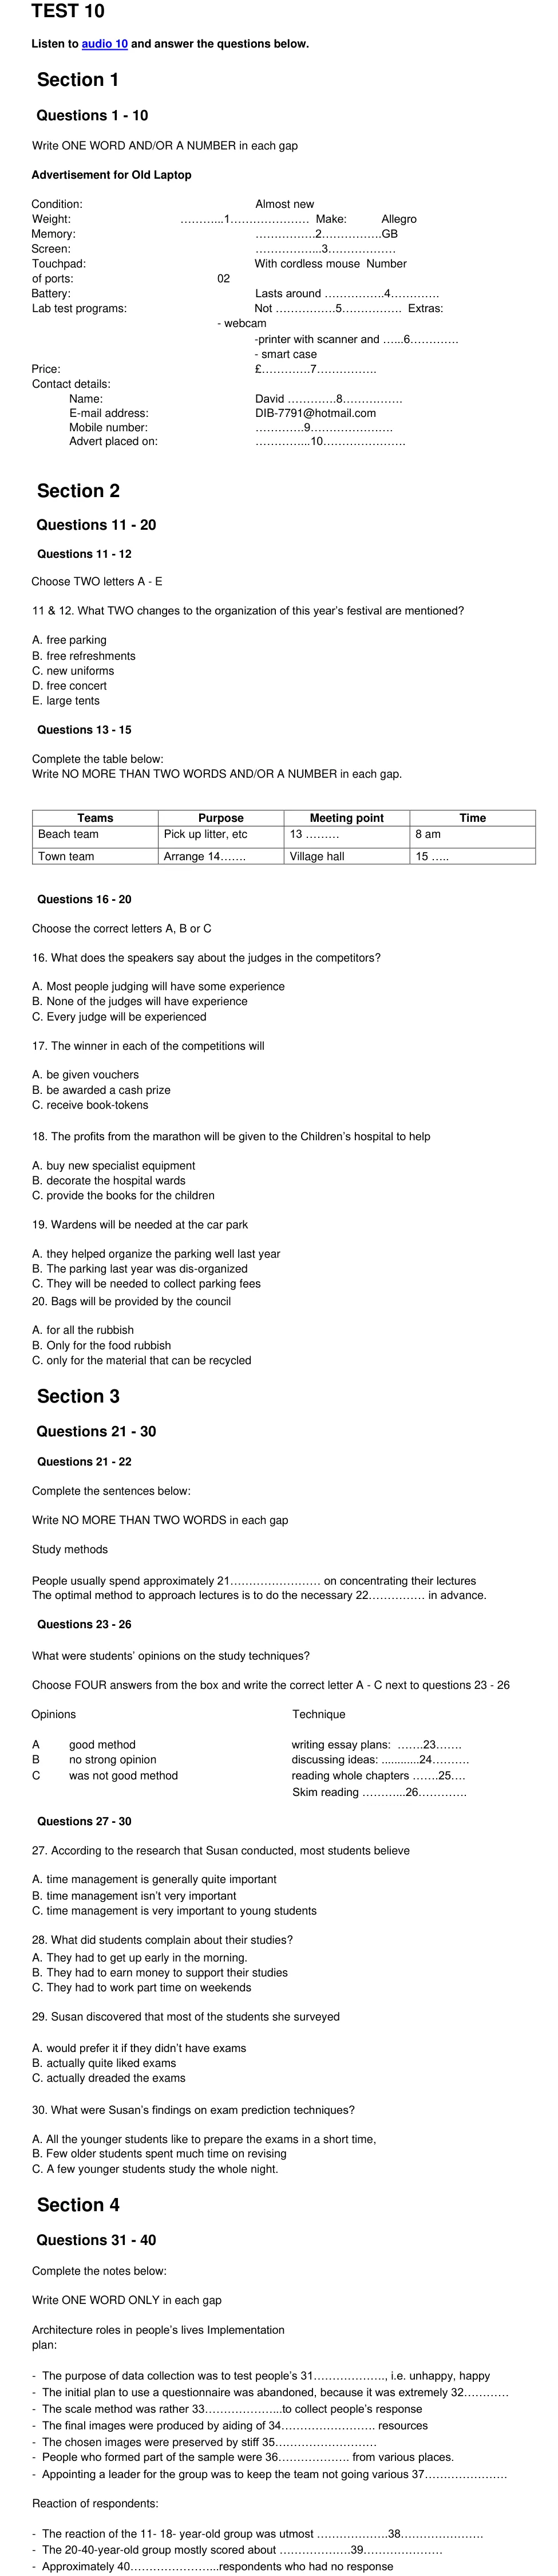 TEST 10
Listen to audio 10 and answer the questions below.
Section 1
Questions 1 - 10
Write ONE WORD AND/OR A NUMBER in each gap
Advertisement for Old Laptop
Condition: Almost new
Weight: ………...1………………… Make: Allegro
Memory: ……………2……………GB
Screen: ……………...3………………
Touchpad: With cordless mouse Number
of ports: 02
Battery: Lasts around ……………4…………
Lab test programs: Not ……………5…………… Extras:
- webcam
-printer with scanner and …...6…………
- smart case
Price: £…………7…………….
Contact details:
Name: David …………8……………
E-mail address: DIB-7791@hotmail.com
Mobile number: ………….9………………….
Advert placed on: …………...10………………….
Section 2
Questions 11 - 20
Questions 11 - 12
Choose TWO letters A - E
11 & 12. What TWO changes to the organization of this year’s festival are mentioned?
A. free parking
B. free refreshments
C. new uniforms
D. free concert
E. large tents
Questions 13 - 15
Complete the table below:
Write NO MORE THAN TWO WORDS AND/OR A NUMBER in each gap.
Teams Purpose Meeting point Time
Beach team Pick up litter, etc 13 ……… 8 am
Town team Arrange 14……. Village hall 15 …..
Questions 16 - 20
Choose the correct letters A, B or C
16. What does the speakers say about the judges in the competitors?
A. Most people judging will have some experience
B. None of the judges will have experience
C. Every judge will be experienced
17. The winner in each of the competitions will
A. be given vouchers
B. be awarded a cash prize
C. receive book-tokens
18. The profits from the marathon will be given to the Children’s hospital to help
A. buy new specialist equipment
B. decorate the hospital wards
C. provide the books for the children
19. Wardens will be needed at the car park
A. they helped organize the parking well last year
B. The parking last year was dis-organized
C. They will be needed to collect parking fees
20. Bags will be provided by the council
A. for all the rubbish
B. Only for the food rubbish
C. only for the material that can be recycled
Section 3
Questions 21 - 30
Questions 21 - 22
Complete the sentences below:
Write NO MORE THAN TWO WORDS in each gap
Study methods
People usually spend approximately 21…………………… on concentrating their lectures
The optimal method to approach lectures is to do the necessary 22…………… in advance.
Questions 23 - 26
What were students’ opinions on the study techniques?
Choose FOUR answers from the box and write the correct letter A - C next to questions 23 - 26
Opinions Technique
A good method writing essay plans: …….23…….
B no strong opinion discussing ideas: ............24……….
C was not good method reading whole chapters …….25….
Skim reading ………...26………….
Questions 27 - 30
27. According to the research that Susan conducted, most students believe
A. time management is generally quite important
B. time management isn’t very important
C. time management is very important to young students
28. What did students complain about their studies?
A. They had to get up early in the morning.
B. They had to earn money to support their studies
C. They had to work part time on weekends
29. Susan discovered that most of the students she surveyed
A. would prefer it if they didn’t have exams
B. actually quite liked exams
C. actually dreaded the exams
30. What were Susan’s findings on exam prediction techniques?
A. All the younger students like to prepare the exams in a short time,
B. Few older students spent much time on revising
C. A few younger students study the whole night.
Section 4
Questions 31 - 40
Complete the notes below:
Write ONE WORD ONLY in each gap
Architecture roles in people’s lives Implementation
plan:
- The purpose of data collection was to test people’s 31………………., i.e. unhappy, happy
- The initial plan to use a questionnaire was abandoned, because it was extremely 32…………
- The scale method was rather 33………………...to collect people’s response
- The final images were produced by aiding of 34……………………. resources
- The chosen images were preserved by stiff 35………………………
- People who formed part of the sample were 36………………. from various places.
- Appointing a leader for the group was to keep the team not going various 37………………….
Reaction of respondents:
- The reaction of the 11- 18- year-old group was utmost ……………….38………………….
- The 20-40-year-old group mostly scored about ……………….39…………………
- Approximately 40…………………...respondents who had no response